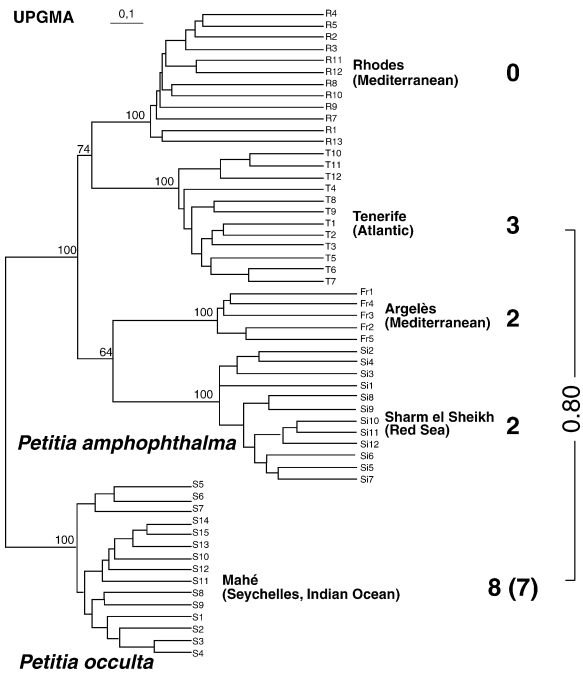 UPGMA 0,1
R4
R5
R2
R3
R11
R12
R8
R10
R9
R7
R1
R13
Rhodes
(Mediterranean)
0
100
74
T10
T11
T12
T4
T8
T9
T1
T2
T3
T5
T6
T7
100
Tenerife
(Atlantic)
3
100
Fr1
Fr4
Fr3
Fr2
Fr5
100
Argelès
(Mediterranean)
2
64
Si2
Si4
Si3
Si1
Si8
Si9
Si10
Si11
Si12
Si6
Si5
Si7
100
Sharm el Sheikh
(Red Sea)
2
0.80
Petitia amphophthalma
S5
S6
S7
S14
S15
S13
S10
S12
S11
S8
S9
S1
S2
S3
S4
100
Mahé
(Seychelles, Indian Ocean)
8 (7)
Petitia occulta